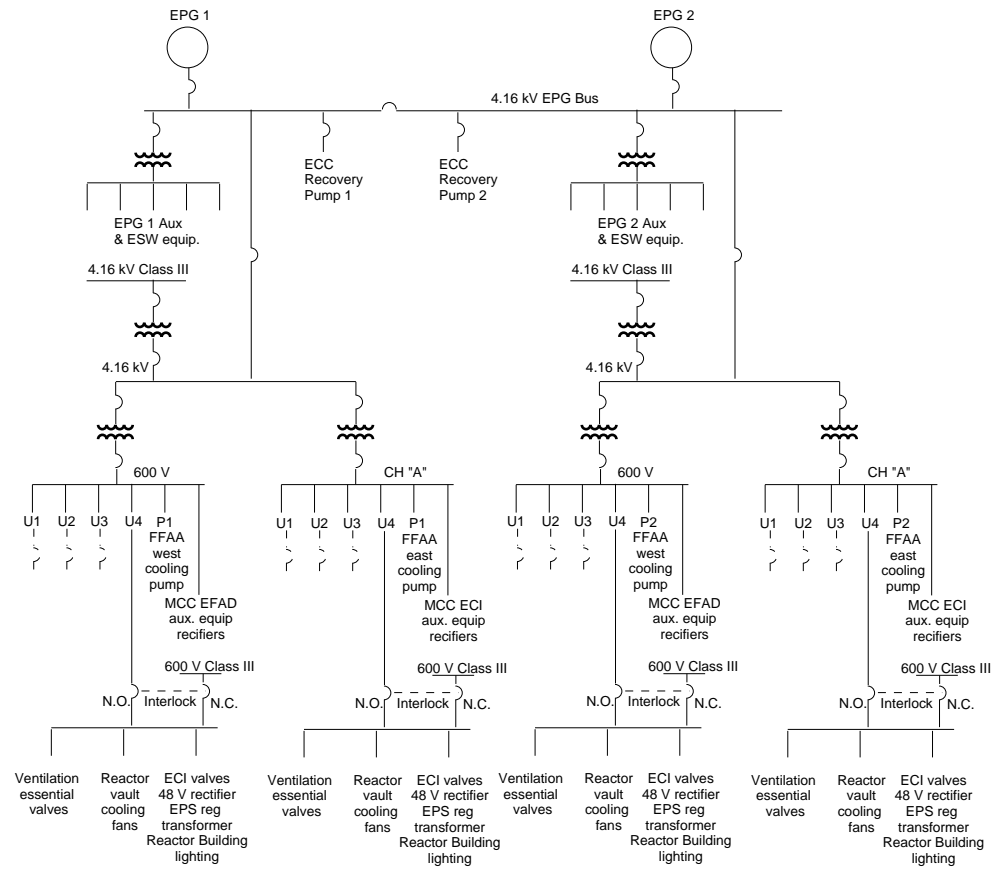 EPG 1
EPG 2
4.16 kV EPG Bus
ECC
Recovery
Pump 1
ECC
Recovery
Pump 2
EPG 1 Aux
& ESW equip.
EPG 2 Aux
& ESW equip.
4.16 kV Class III
4.16 kV Class III
4.16 kV
4.16 kV
600 V
CH "A"
600 V
CH "A"
U1 U2 U3 U4 P1
FFAA
west
cooling
pump
MCC EFAD
aux. equip
recifiers
U1 U2 U3 U4 P1
FFAA
east
cooling
pump
MCC ECI
aux. equip
recifiers
U1 U2 U3 U4 P2
FFAA
west
cooling
pump
MCC EFAD
aux. equip
recifiers
U1 U2 U3 U4 P2
FFAA
east
cooling
pump
MCC ECI
aux. equip
recifiers
600 V Class III
N.O. Interlock N.C.
600 V Class III
N.O. Interlock N.C.
600 V Class III
N.O. Interlock N.C.
600 V Class III
N.O. Interlock N.C.
Ventilation
essential
valves
Reactor
vault
cooling
fans
ECI valves
48 V rectifier
EPS reg
transformer
Reactor Building
lighting
Ventilation
essential
valves
Reactor
vault
cooling
fans
ECI valves
48 V rectifier
EPS reg
transformer
Reactor Building
lighting
Ventilation
essential
valves
Reactor
vault
cooling
fans
ECI valves
48 V rectifier
EPS reg
transformer
Reactor Building
lighting
Ventilation
essential
valves
Reactor
vault
cooling
fans
ECI valves
48 V rectifier
EPS reg
transformer
Reactor Building
lighting